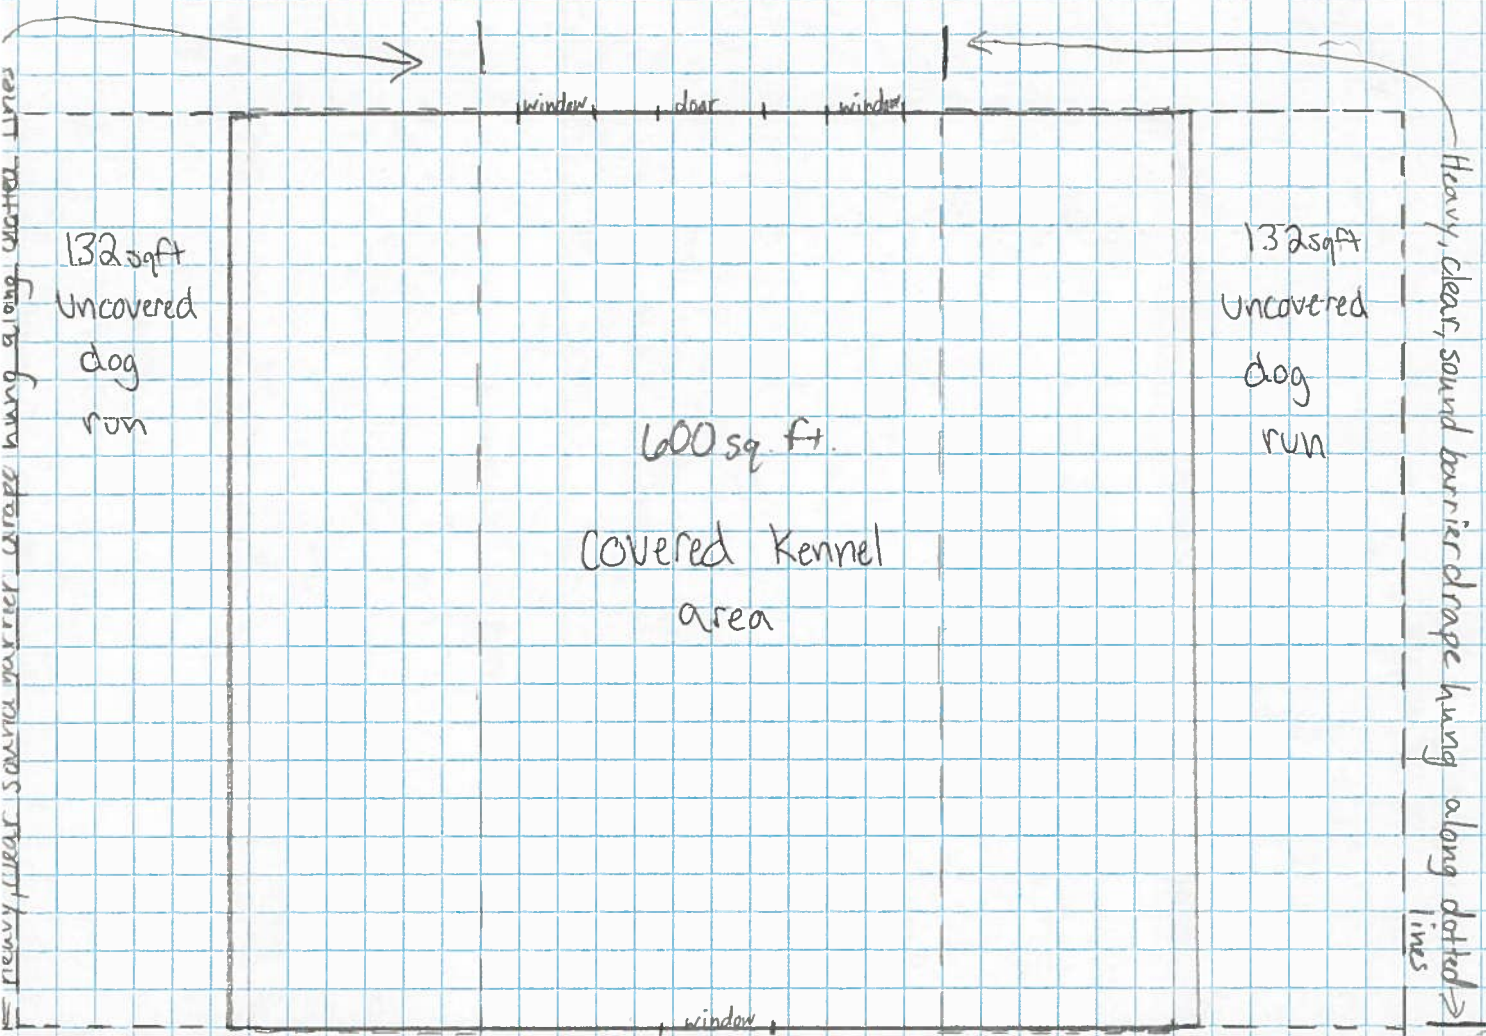 window door window
132 sqft
Uncovered
dog
run
600 sq. ft.
Covered Kennel
area
132 sqft
Uncovered
dog
run
Heavy, clear, sound barrier drape hung along dotted
lines
Heavy, clear sound barrier drape hung along dotted lines
window